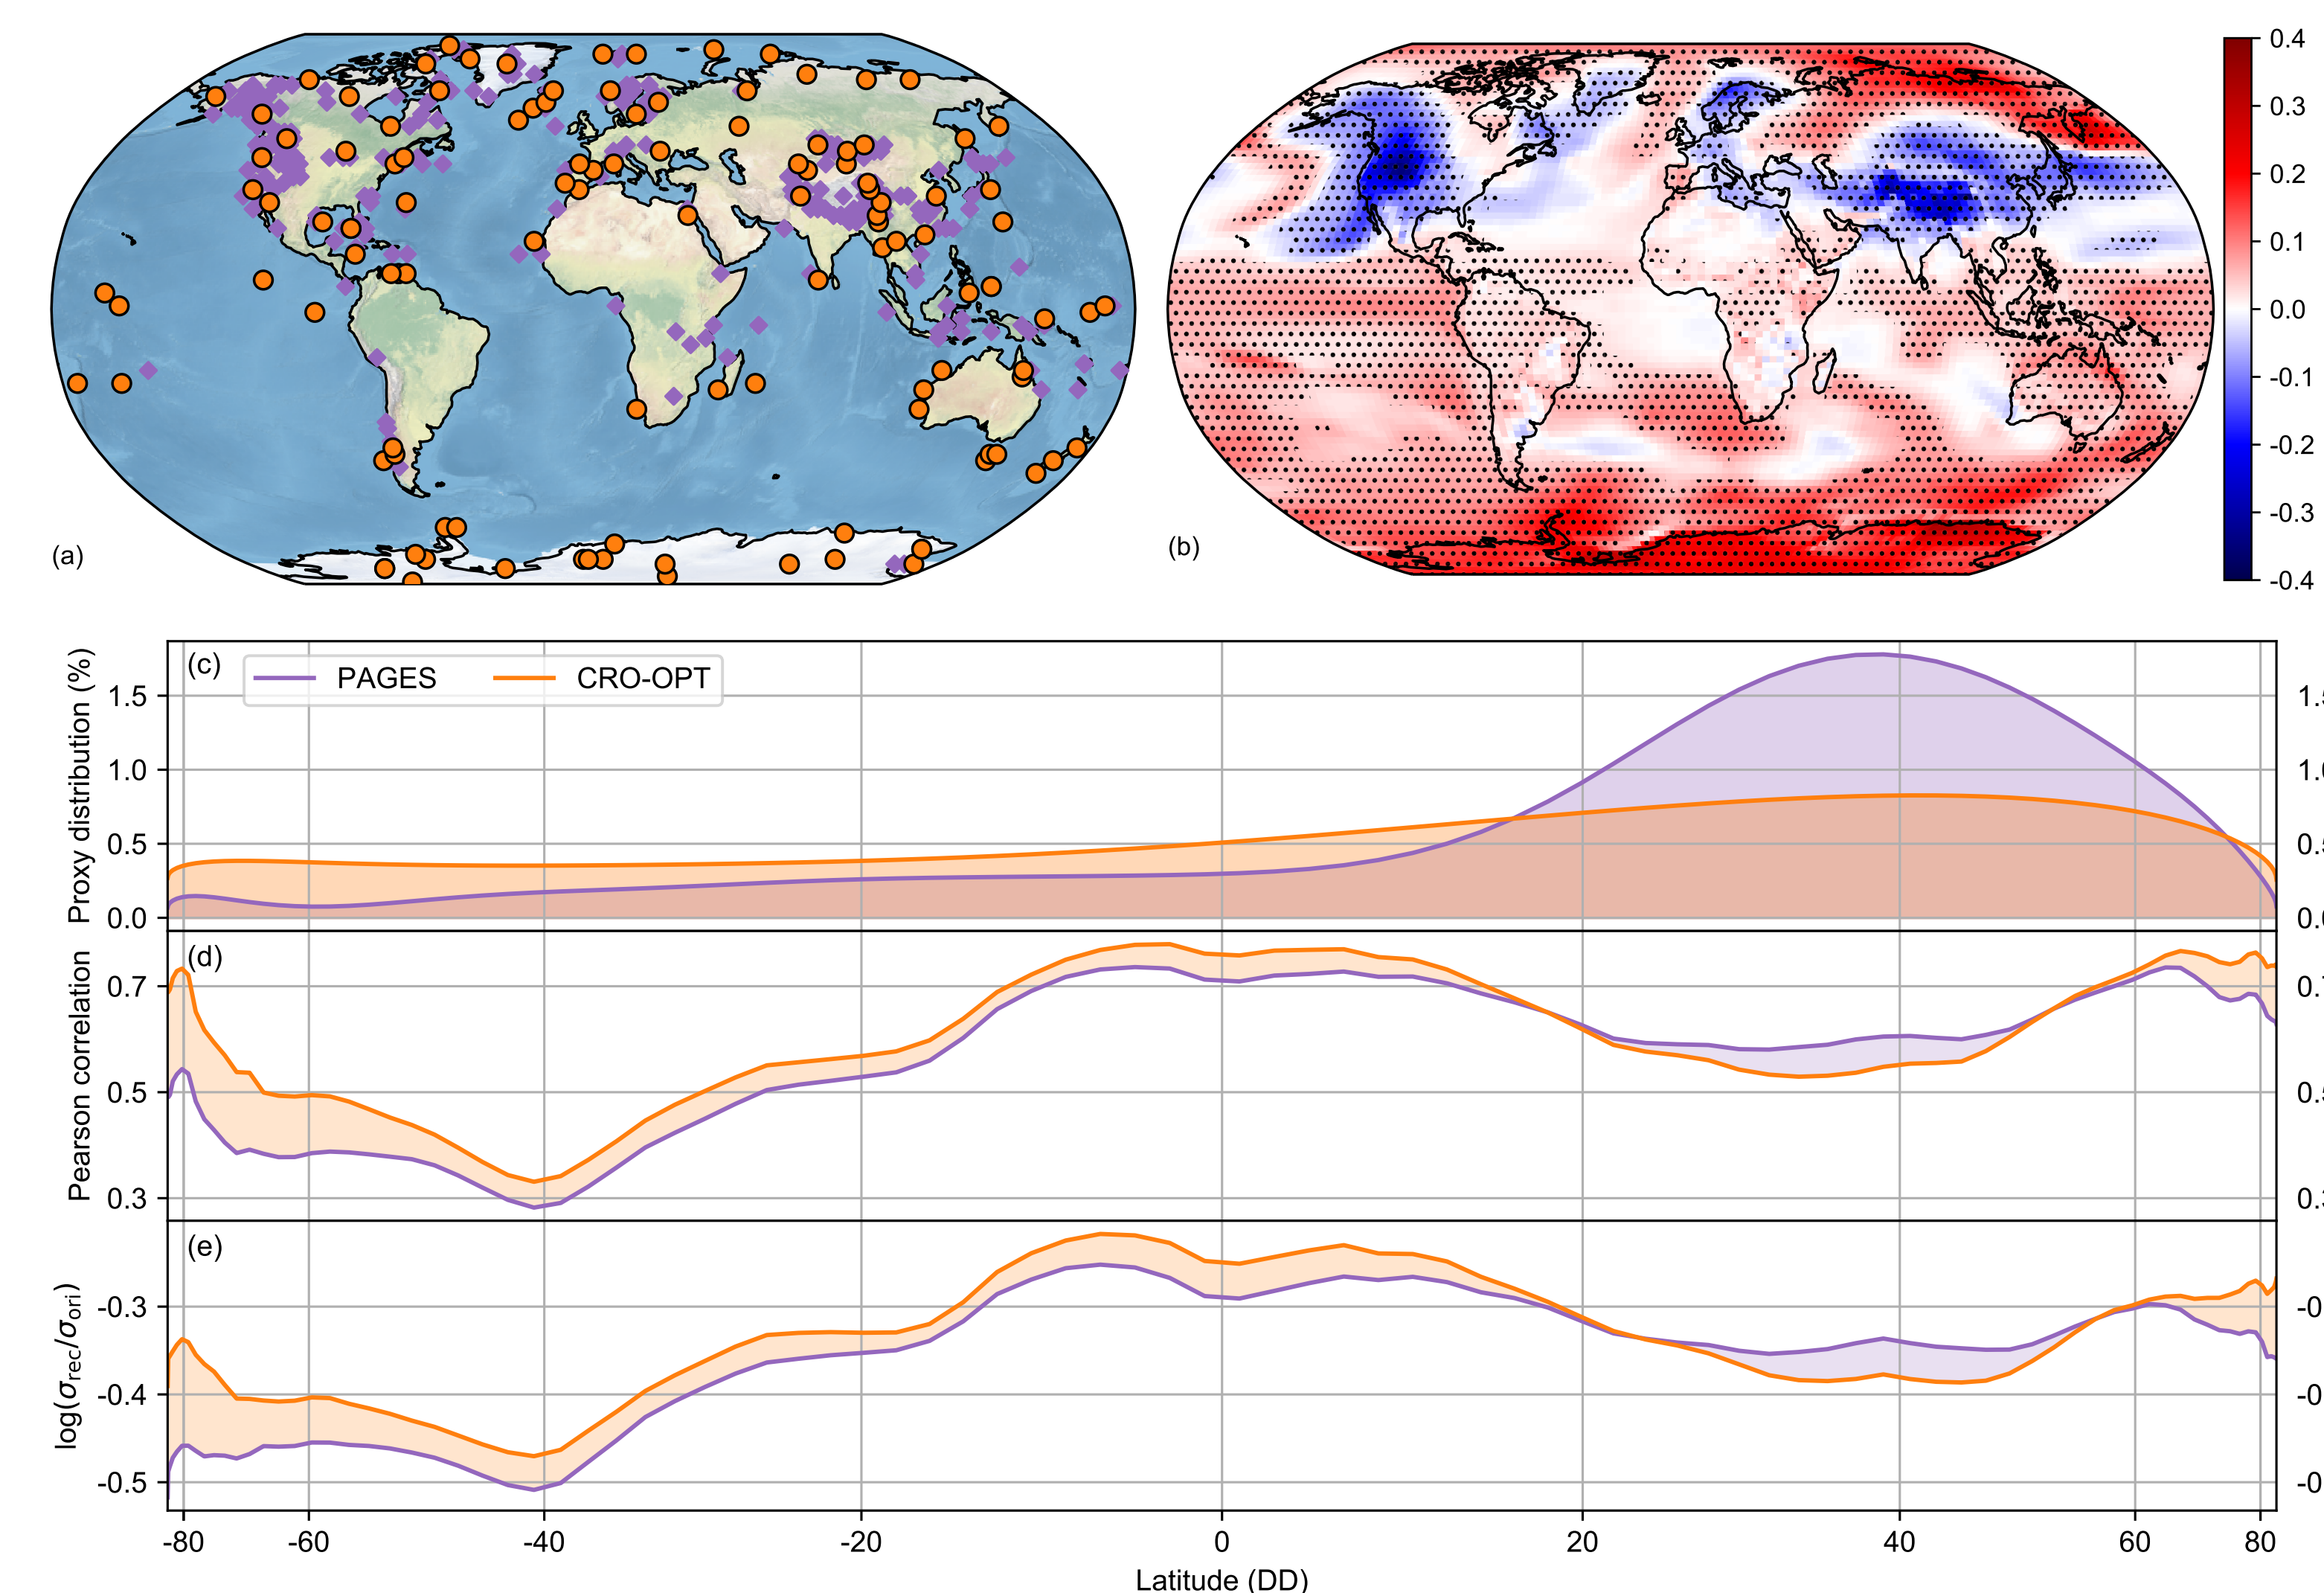 (a)
(b)
0.4
0.3
0.2
0.1
0.0
-0.1
-0.2
-0.3
-0.4
(c)
PAGES
CRO-OPT
Proxy distribution (%)
1.5
1.0
0.5
0.0
(d)
Pearson correlation
0.7
0.5
0.3
(e)
log(σrec/σori)
-0.3
-0.4
-0.5
-80 -60 -40 -20 0 20 40 60 80
Latitude (DD)